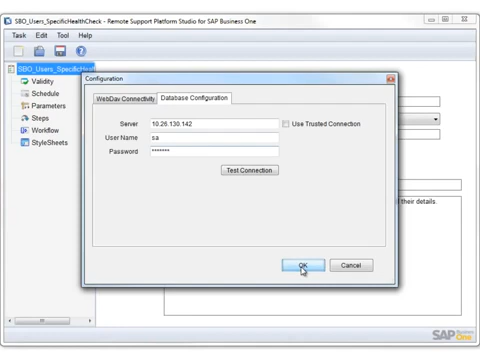 SBO_Users_SpecificHealthCheck - Remote Support Platform Studio for SAP Business One
Task Edit Tool Help
SBO_Users_SpecificHealth
Validity
Schedule
Parameters
Steps
Workflow
StyleSheets
Configuration
WebDav Connectivity Database Configuration
Server 10.26.130.142 Use Trusted Connection
User Name sa
Password *******
Test Connection
OK Cancel
their details.
SAP Business One